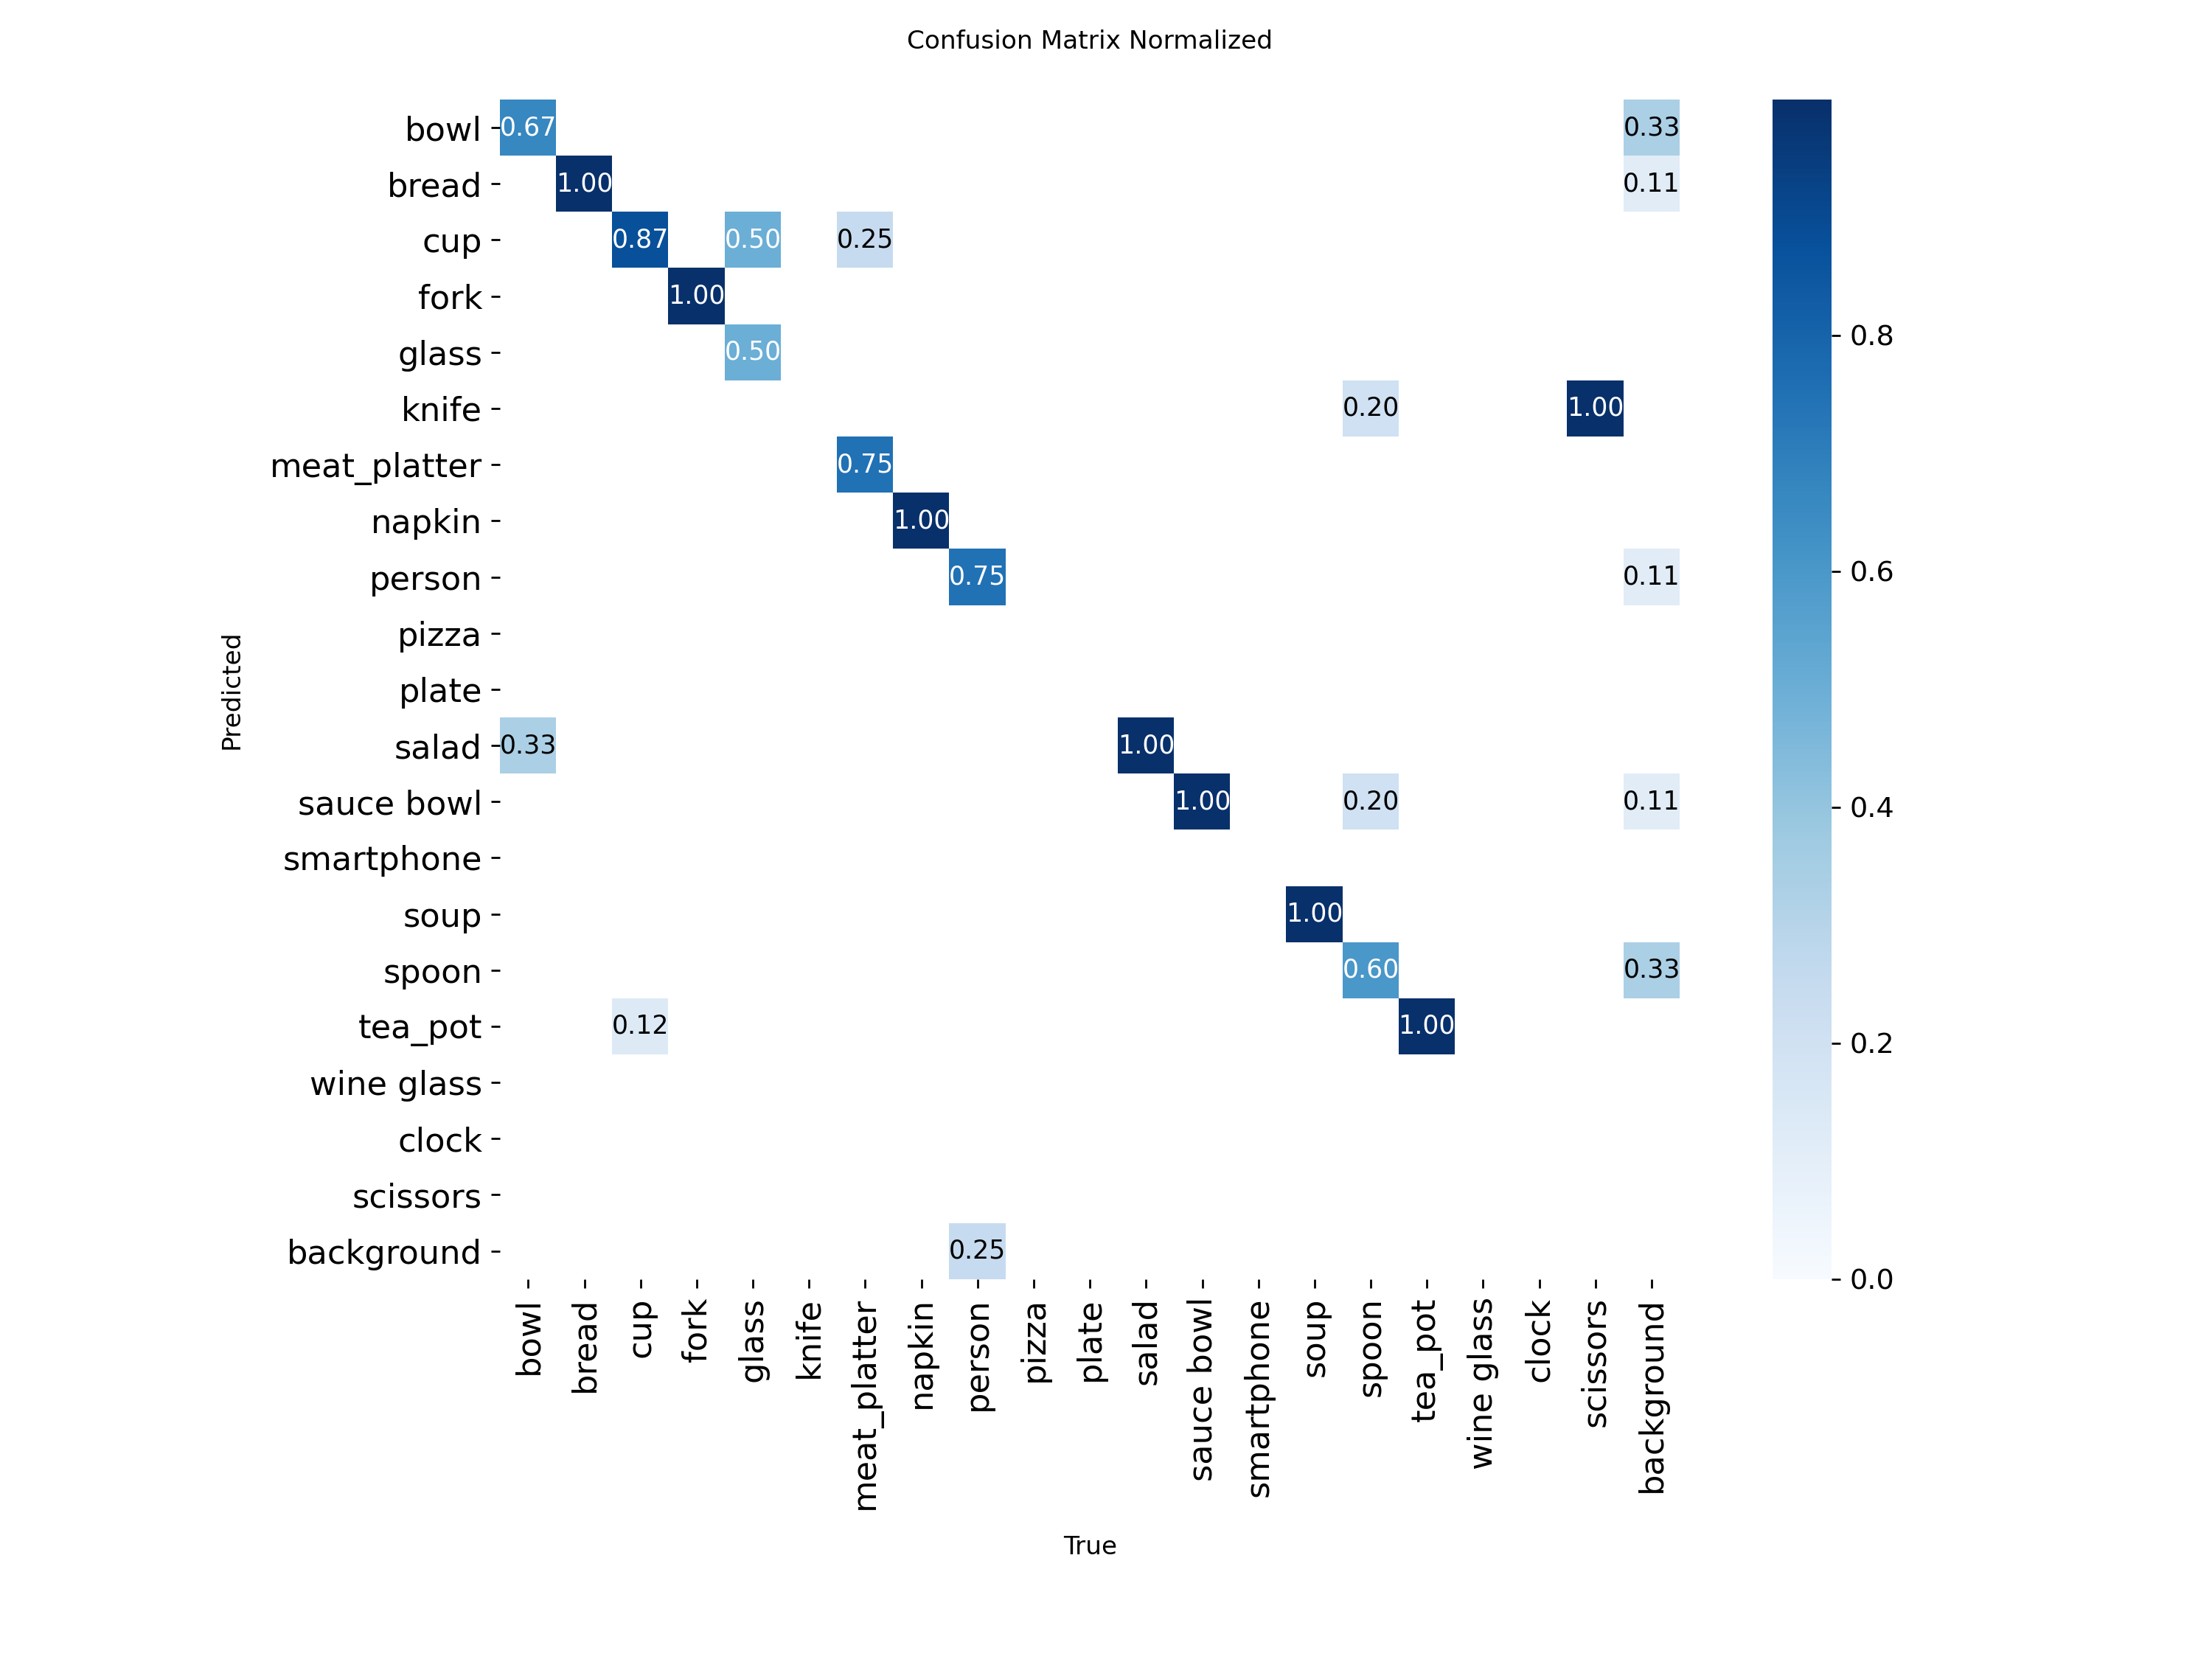 Confusion Matrix Normalized
bowl 0.67 0.33
bread 1.00 0.11
cup 0.87 0.50 0.25
fork 1.00
0.8
glass 0.50
knife 0.20 1.00
meat_platter 0.75
napkin 1.00
person 0.75 0.11
0.6
pizza
Predicted
plate
salad 0.33 1.00
sauce bowl 1.00 0.20 0.11
0.4
smartphone
soup 1.00
spoon 0.60 0.33
tea_pot 0.12 1.00
0.2
wine glass
clock
scissors
background 0.25
0.0
bowl
bread
cup
fork
glass
knife
meat_platter
napkin
person
pizza
plate
salad
sauce bowl
smartphone
soup
spoon
tea_pot
wine glass
clock
scissors
background
True